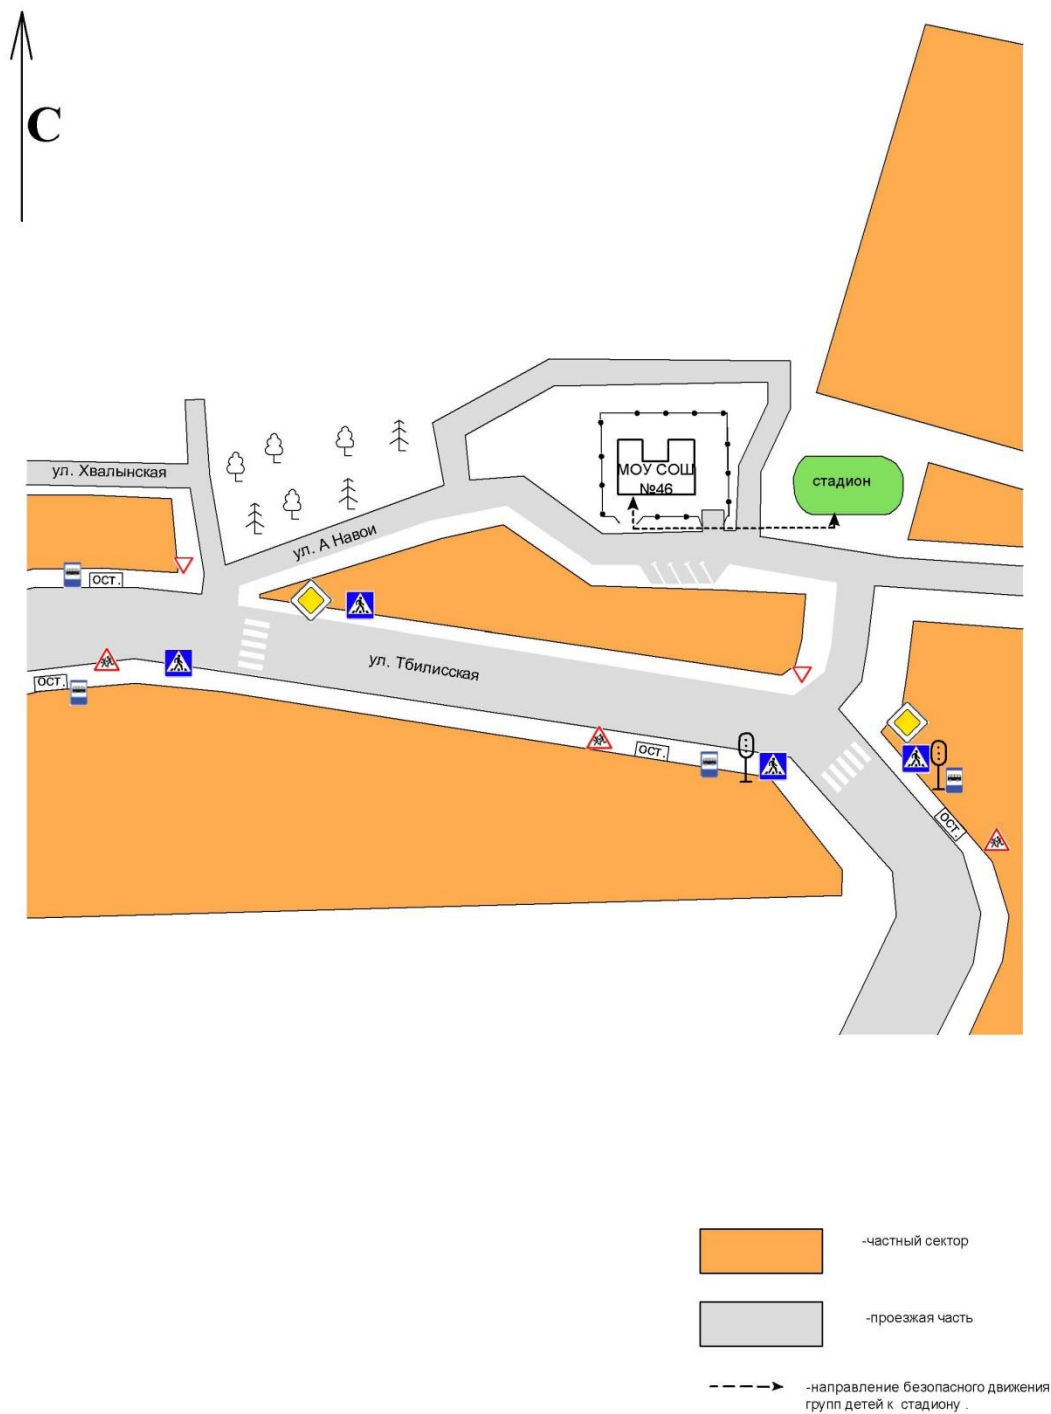 С
ул. Хвалынская
МОУ СОШ
№46
стадион
ул. А Навои
ост.
ул. Тбилисская
ост.
ост.
ост.
-частный сектор
-проезжая часть
-направление безопасного движения
групп детей к стадиону .